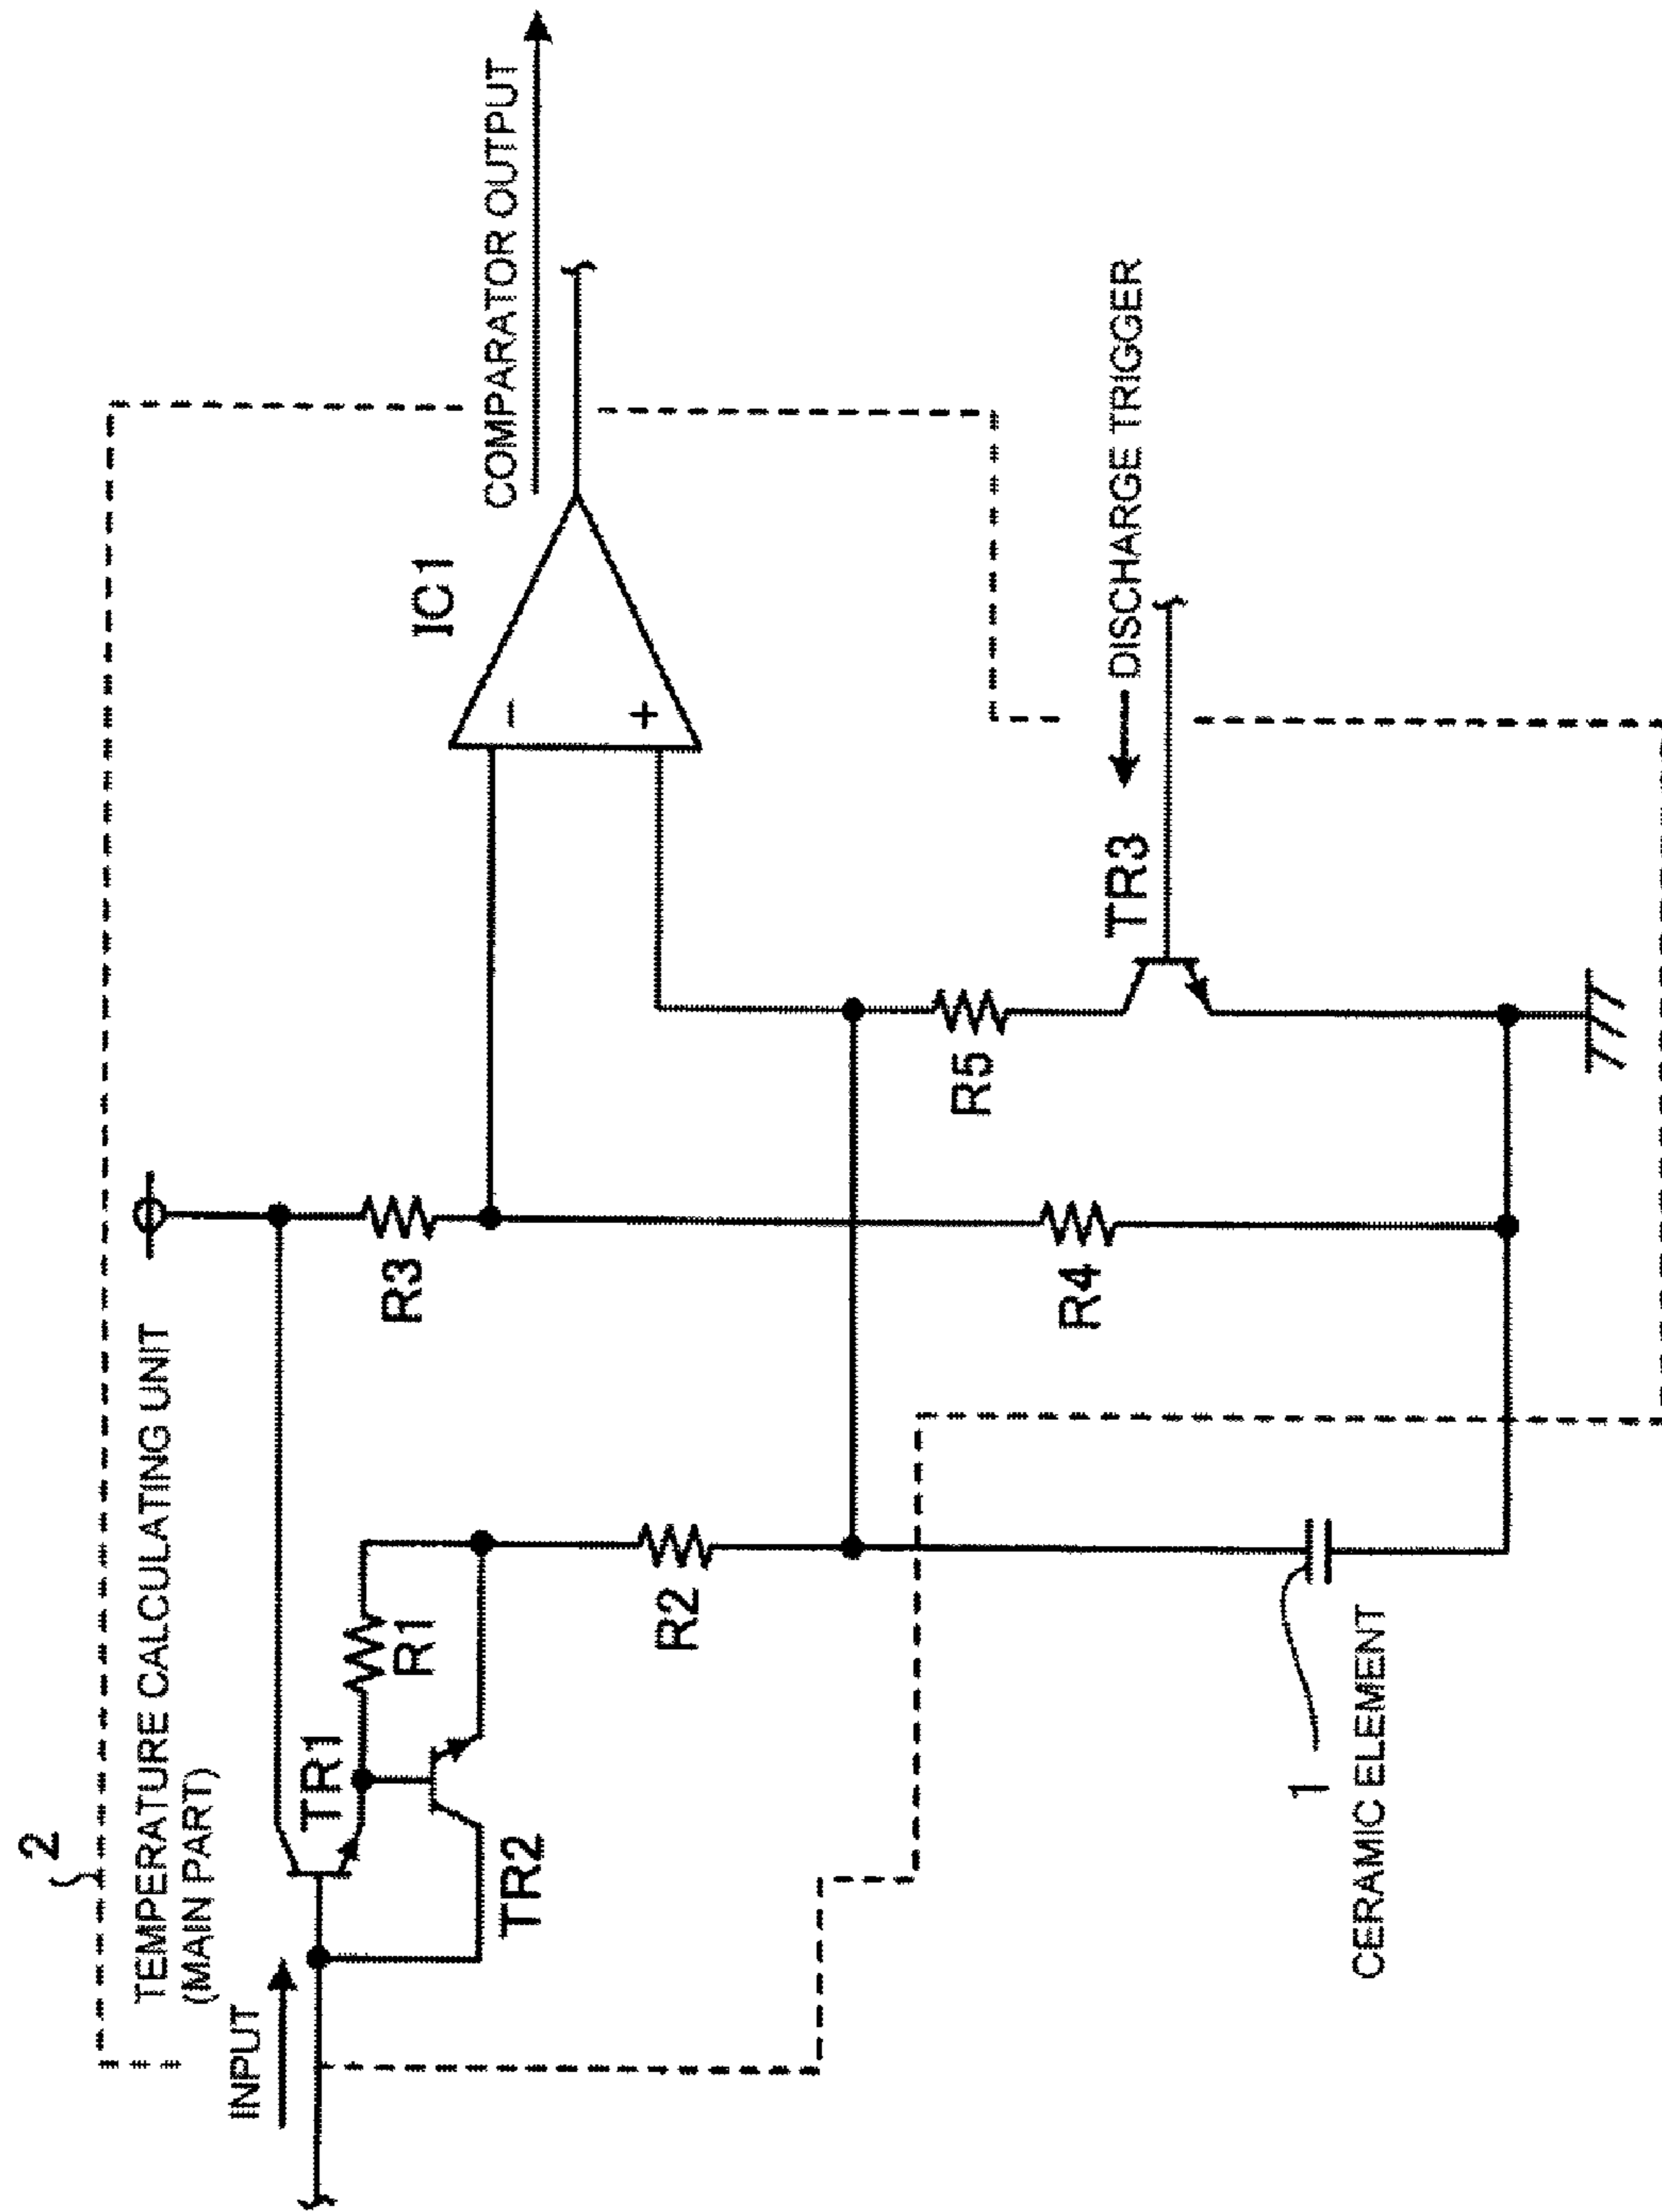 2
TEMPERATURE CALCULATING UNIT
(MAIN PART)
INPUT
TR1
R1
TR2
R2
R3
R4
R5
IC1
−
+
COMPARATOR OUTPUT
TR3
DISCHARGE TRIGGER
1
CERAMIC ELEMENT